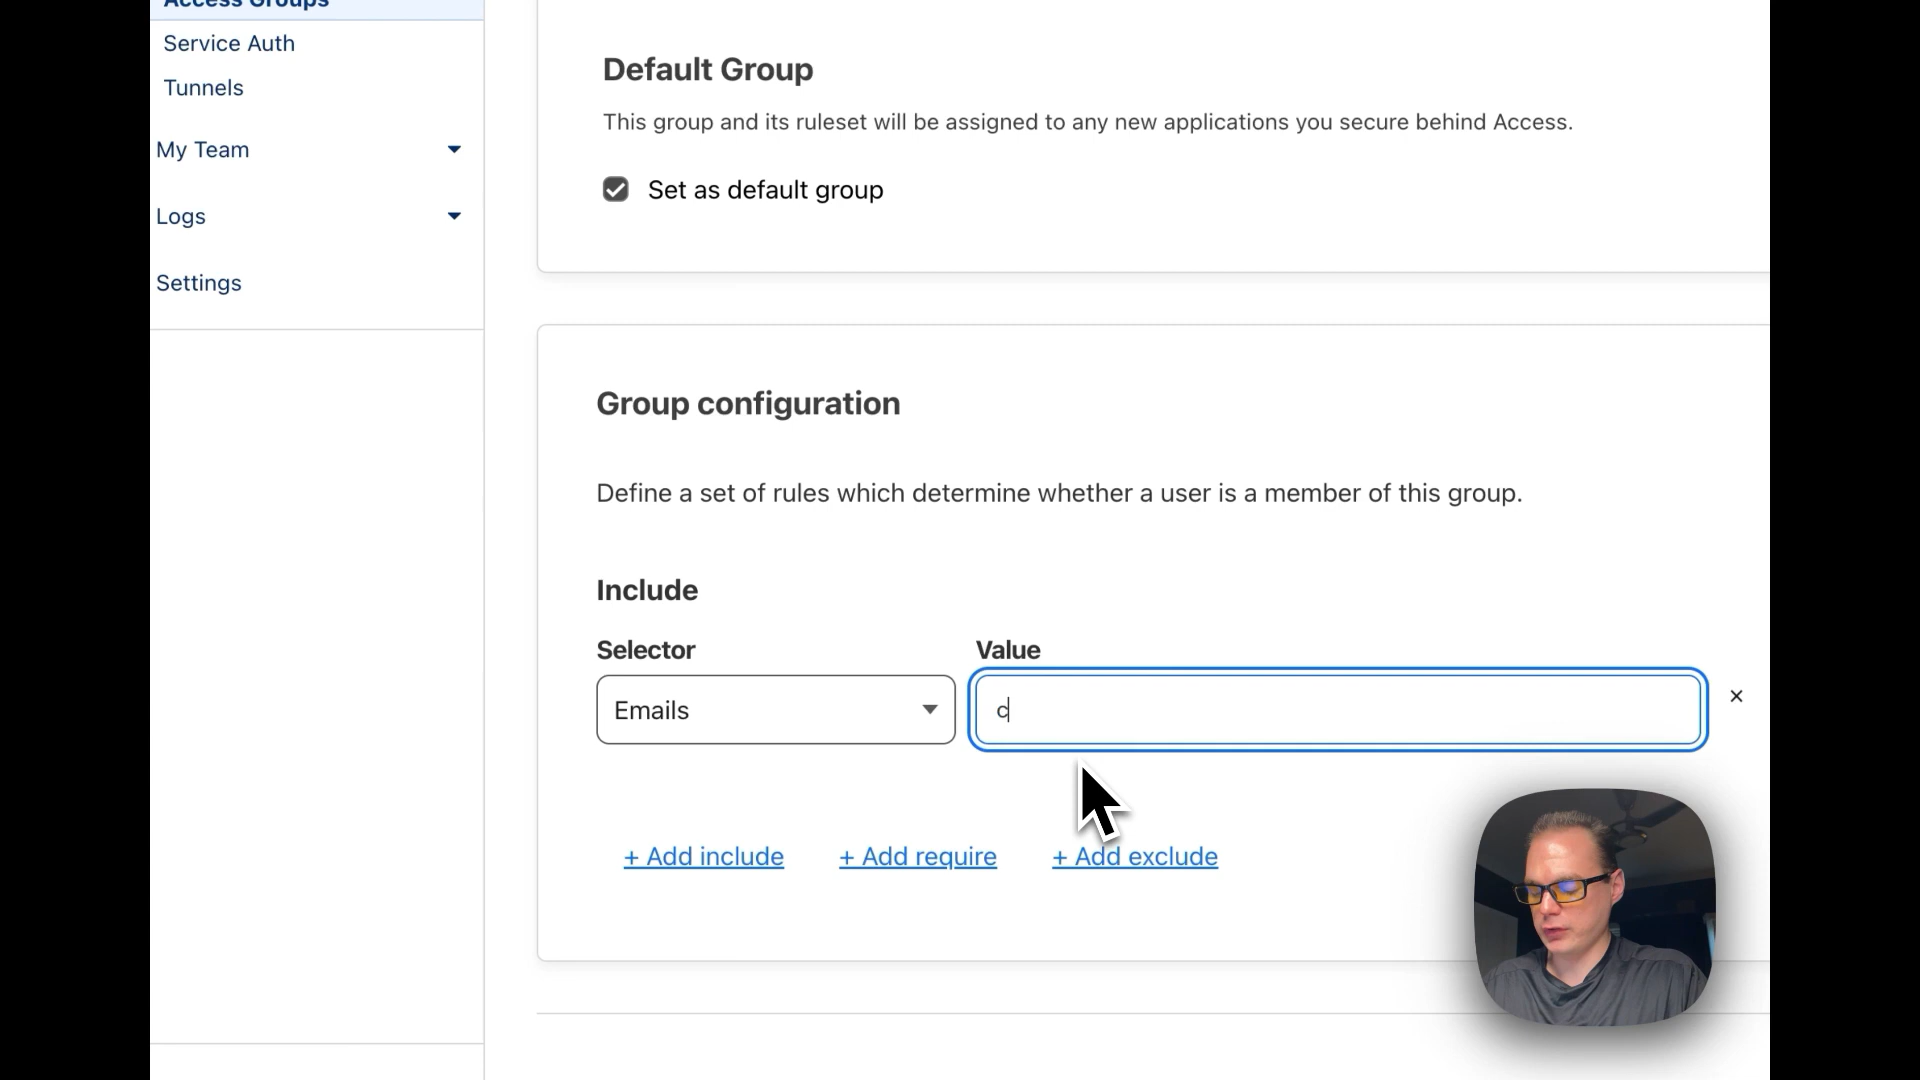 Access Groups
Service Auth
Tunnels
My Team
Logs
Settings
Default Group
This group and its ruleset will be assigned to any new applications you secure behind Access.
Set as default group
Group configuration
Define a set of rules which determine whether a user is a member of this group.
Include
Selector Value
Emails c
+ Add include + Add require + Add exclude